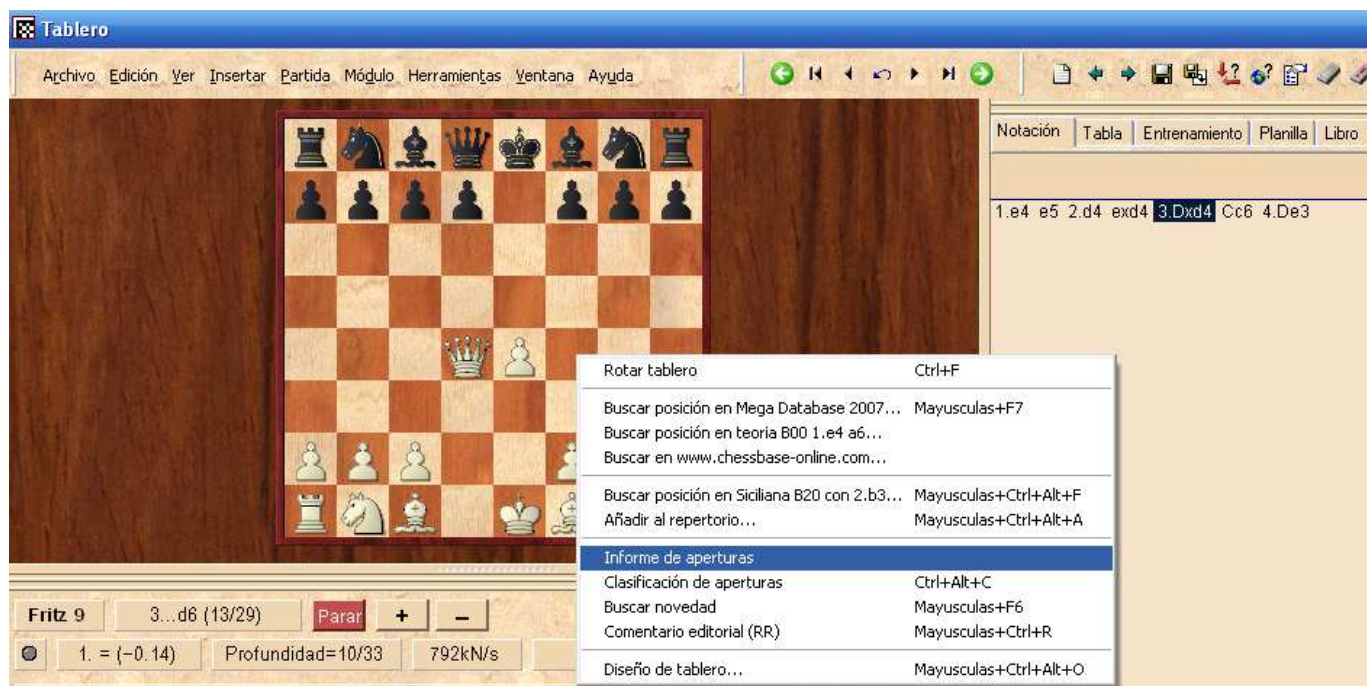 Tablero
Archivo Edición Ver Insertar Partida Módulo Herramientas Ventana Ayuda
Notación Tabla Entrenamiento Planilla Libro
1.e4 e5 2.d4 exd4 3.Dxd4 Cc6 4.De3
Rotar tablero Ctrl+F
Buscar posición en Mega Database 2007... Mayusculas+F7
Buscar posición en teoria B00 1.e4 a6...
Buscar en www.chessbase-online.com...
Buscar posición en Siciliana B20 con 2.b3... Mayusculas+Ctrl+Alt+F
Añadir al repertorio... Mayusculas+Ctrl+Alt+A
Informe de aperturas
Clasificación de aperturas Ctrl+Alt+C
Buscar novedad Mayusculas+F6
Comentario editorial (RR) Mayusculas+Ctrl+R
Diseño de tablero... Mayusculas+Ctrl+Alt+O
Fritz 9 3...d6 (13/29) Parar + −
1. = (−0.14) Profundidad=10/33 792kN/s